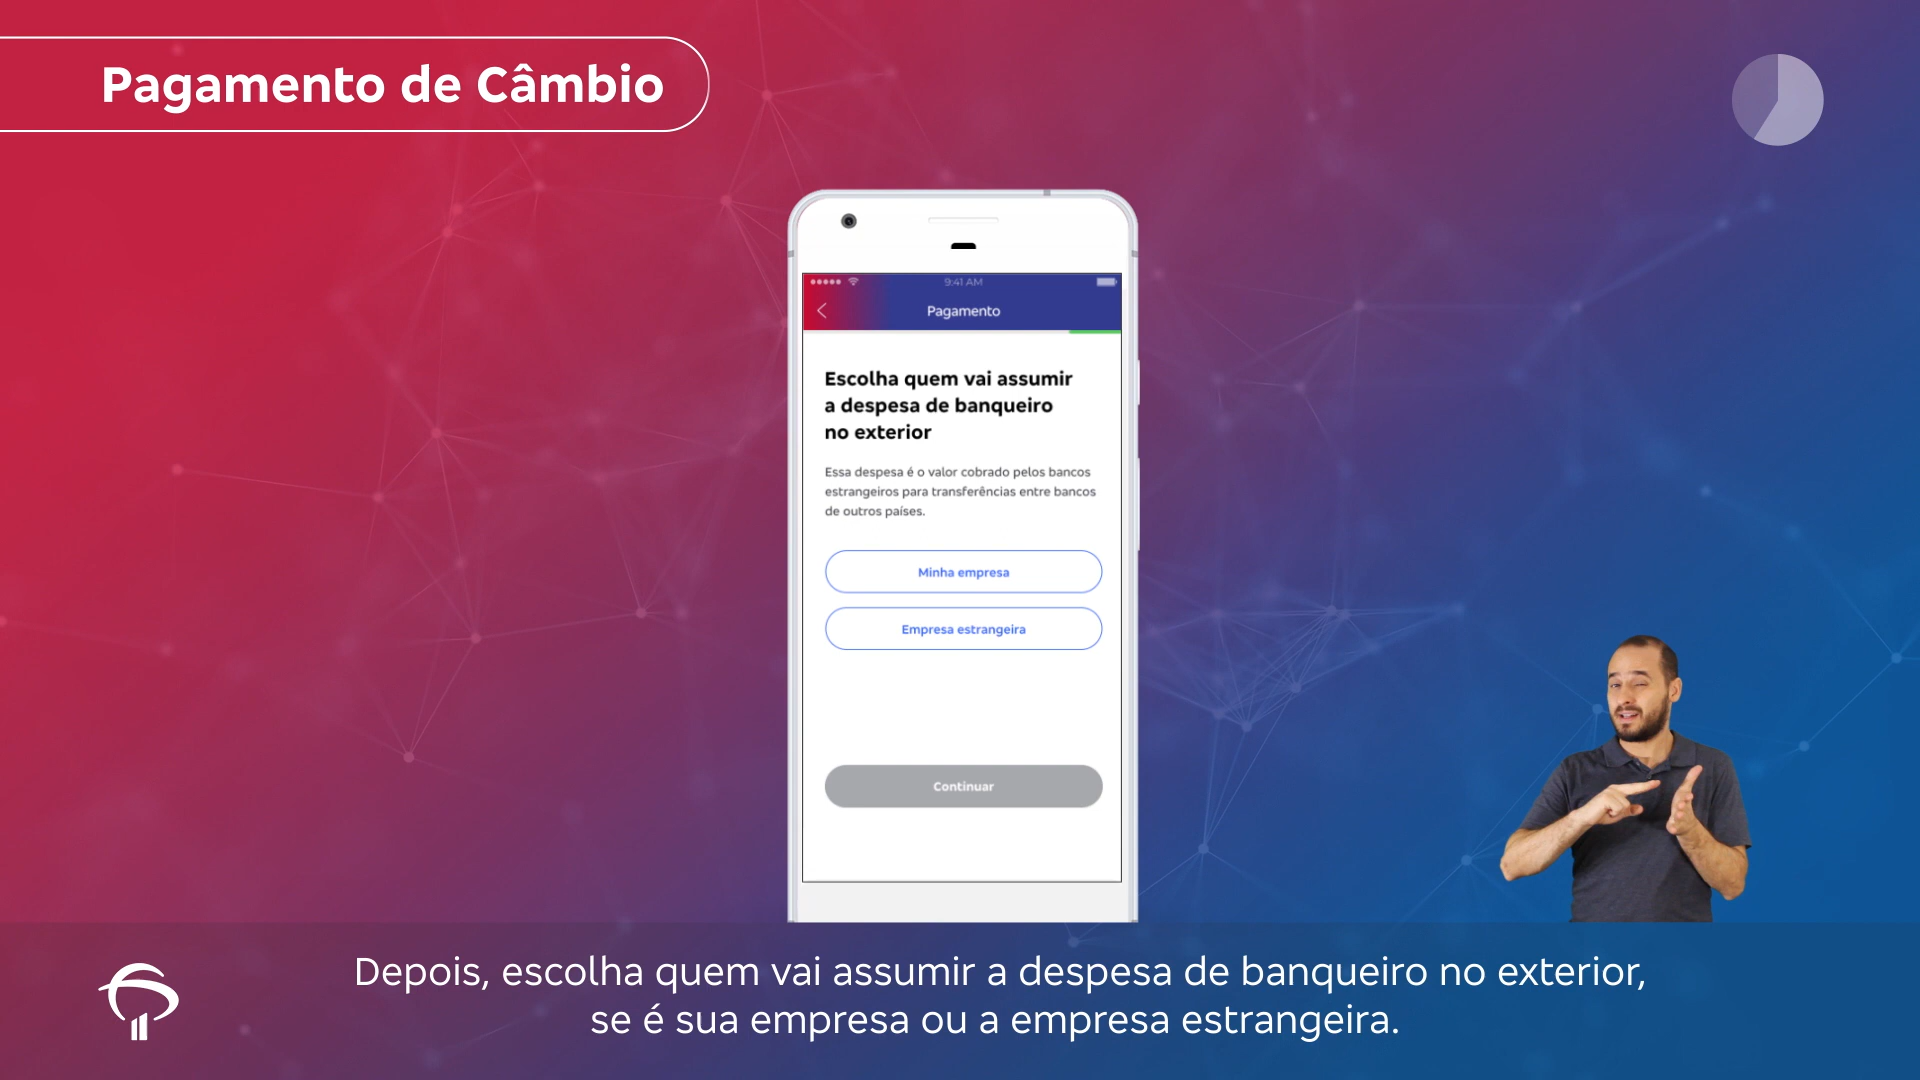 Pagamento de Câmbio
9:41 AM
Pagamento
Escolha quem vai assumir
a despesa de banqueiro
no exterior
Essa despesa é o valor cobrado pelos bancos
estrangeiros para transferências entre bancos
de outros países.
Minha empresa
Empresa estrangeira
Continuar
Depois, escolha quem vai assumir a despesa de banqueiro no exterior,
se é sua empresa ou a empresa estrangeira.